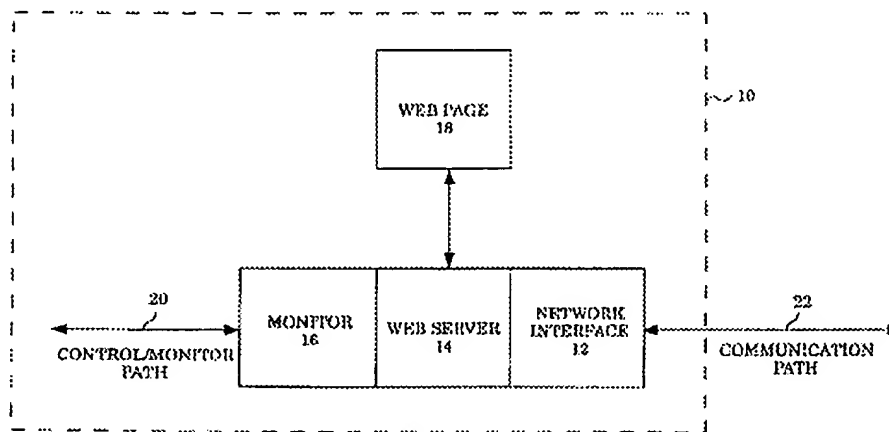 WEB PAGE
18
10
20
CONTROL/MONITOR
PATH
MONITOR
16
WEB SERVER
14
NETWORK
INTERFACE
12
22
COMMUNICATION
PATH